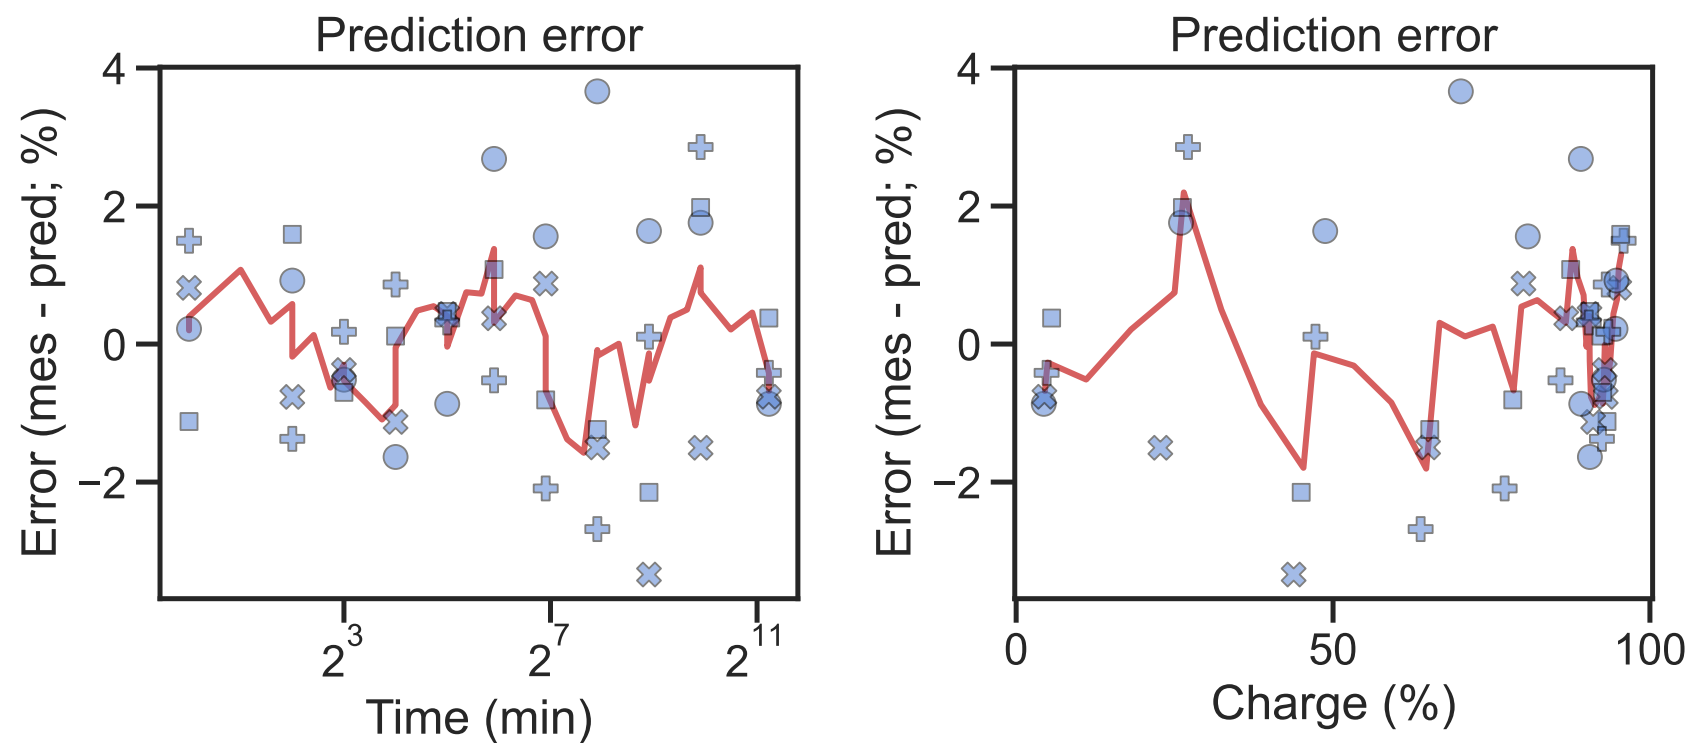 Prediction error
4
2
0
−2
Error (mes - pred; %)
2^3
2^7
2^11
Time (min)
Prediction error
4
2
0
−2
Error (mes - pred; %)
0
50
100
Charge (%)